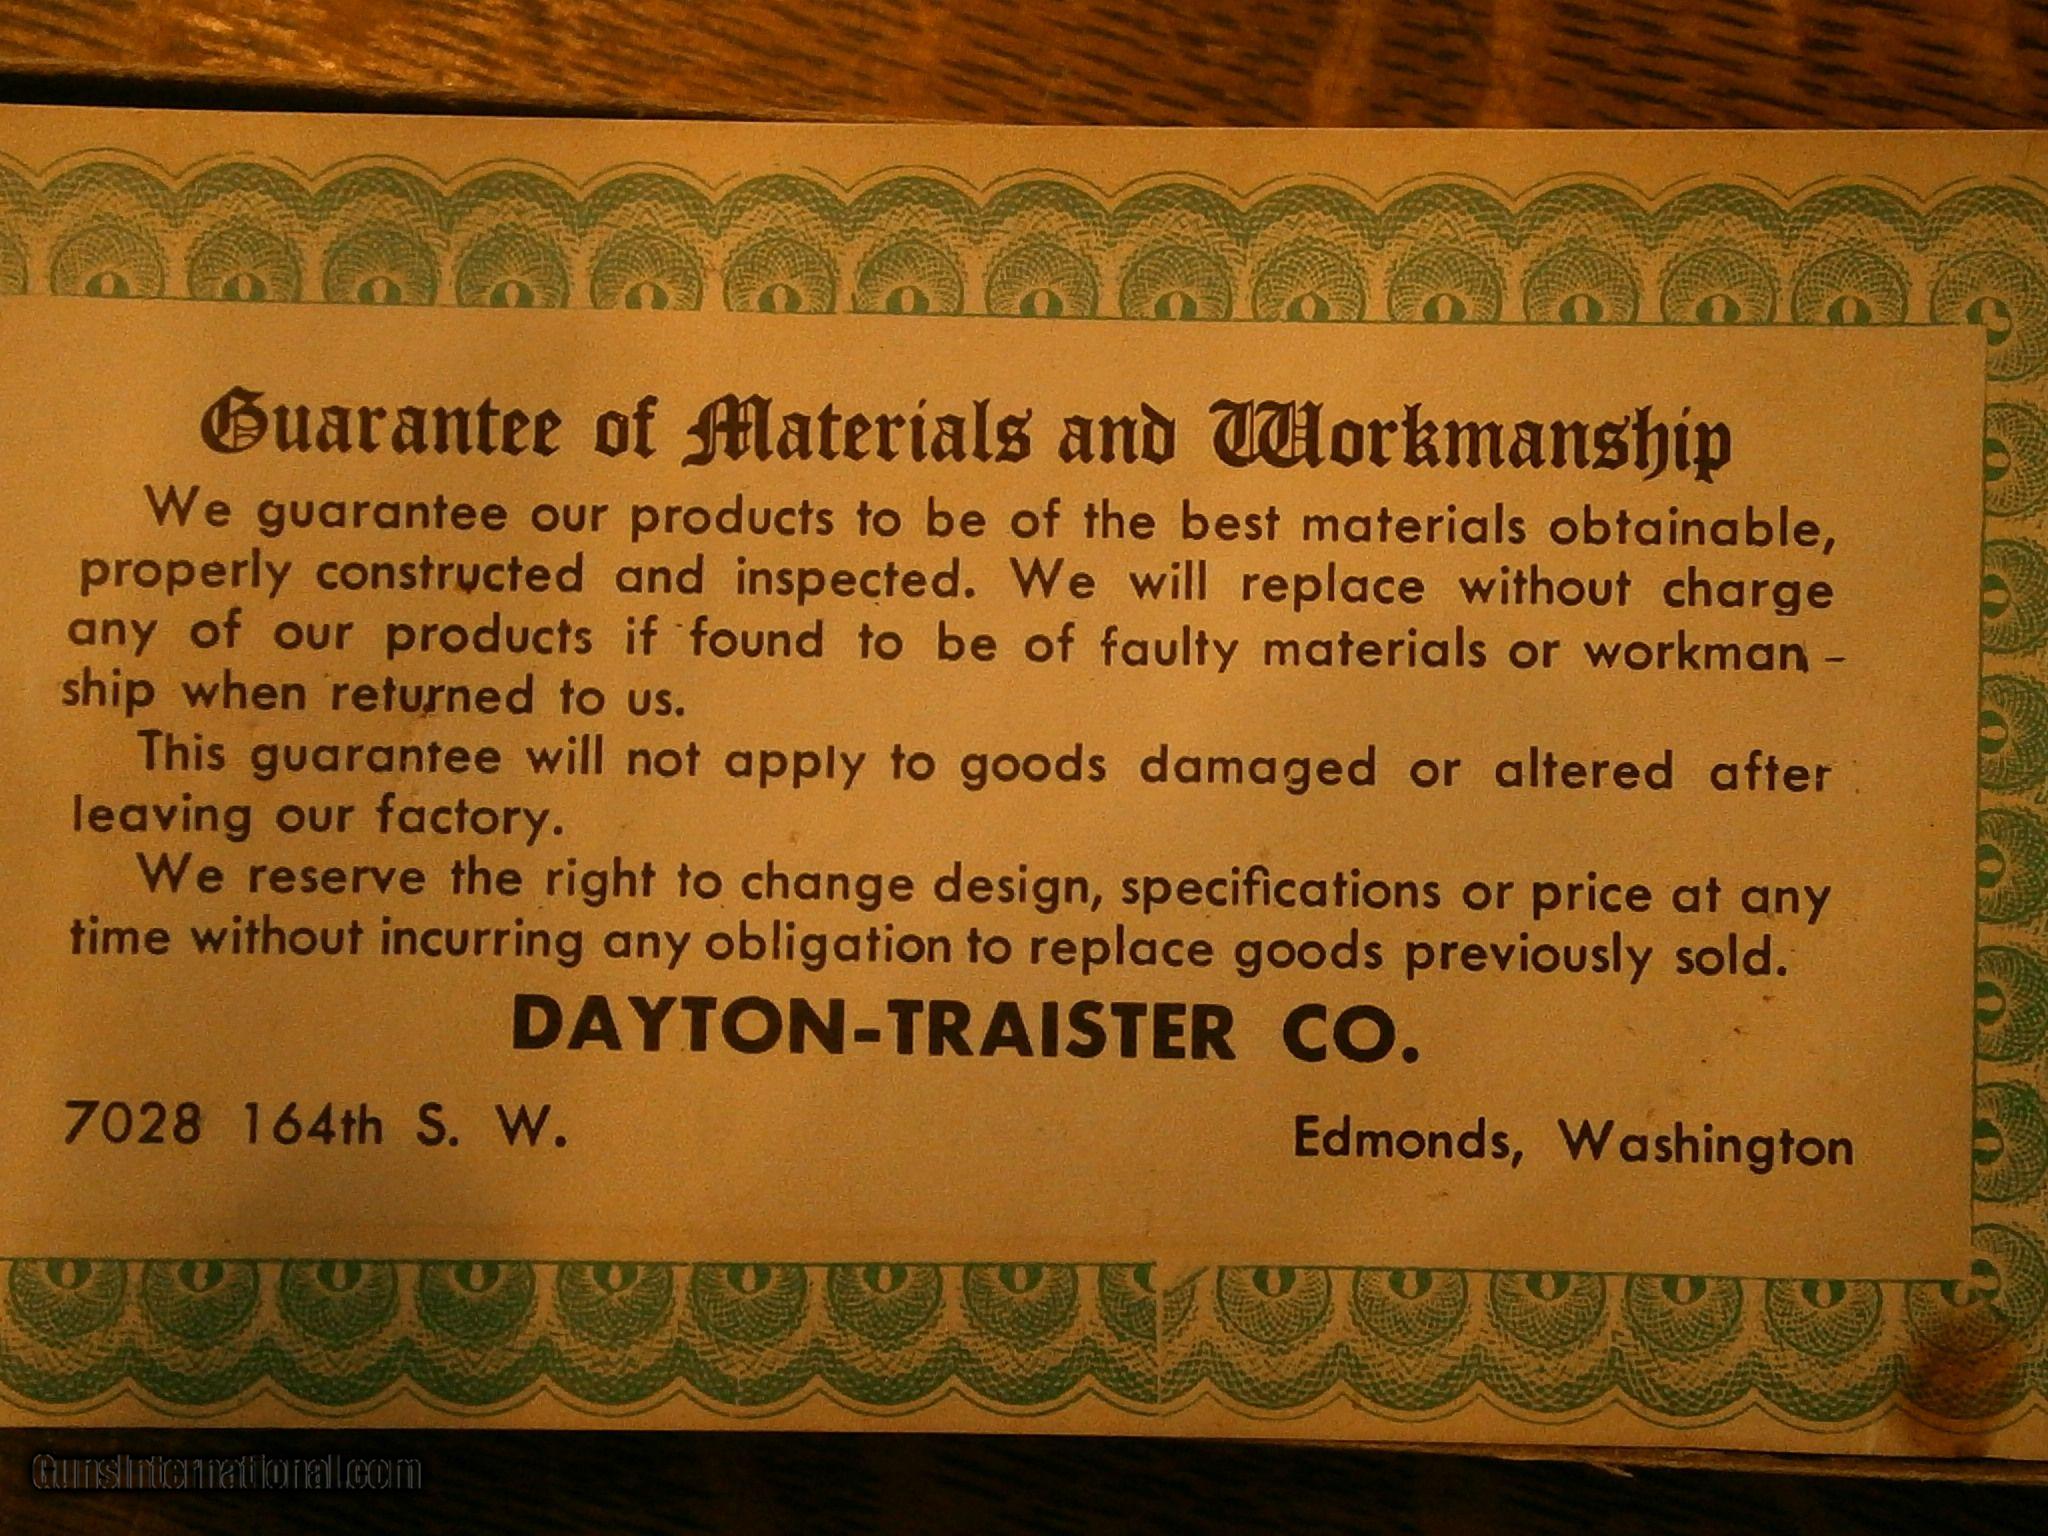 Guarantee of Materials and Workmanship
We guarantee our products to be of the best materials obtainable,
properly constructed and inspected. We will replace without charge
any of our products if found to be of faulty materials or workman -
ship when returned to us.
This guarantee will not apply to goods damaged or altered after
leaving our factory.
We reserve the right to change design, specifications or price at any
time without incurring any obligation to replace goods previously sold.
DAYTON-TRAISTER CO.
7028 164th S. W. Edmonds, Washington
GunsInternational.com